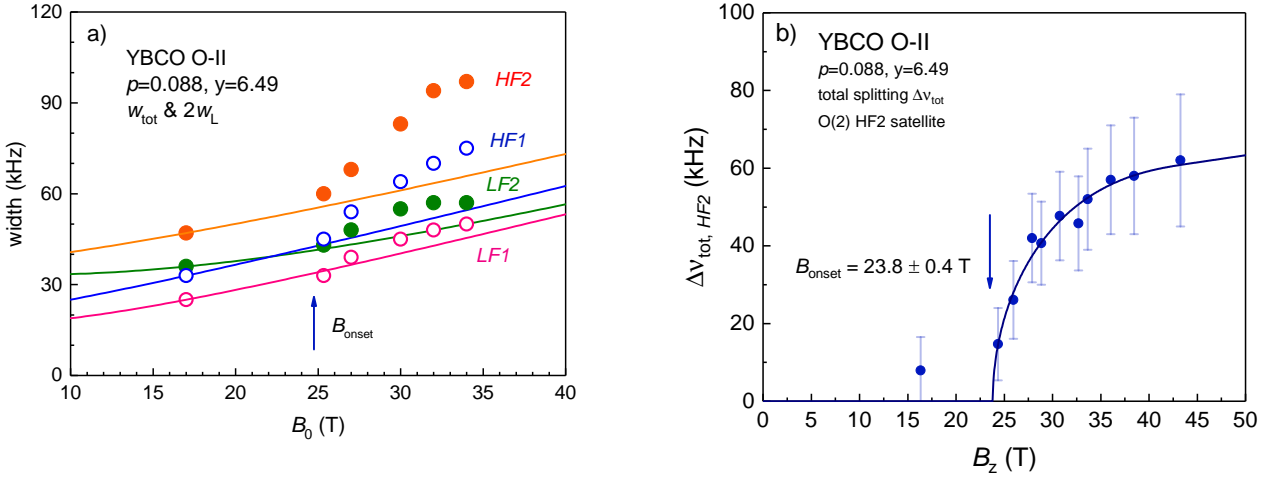 a)
YBCO O-II
p=0.088, y=6.49
w_tot & 2w_L
HF2
HF1
LF2
LF1
B_onset
width (kHz)
120
90
60
30
0
10 15 20 25 30 35 40
B_0 (T)
b)
YBCO O-II
p=0.088, y=6.49
total splitting Δν_tot
O(2) HF2 satellite
B_onset = 23.8 ± 0.4 T
Δν_tot, HF2 (kHz)
100
80
60
40
20
0
0 5 10 15 20 25 30 35 40 45 50
B_z (T)